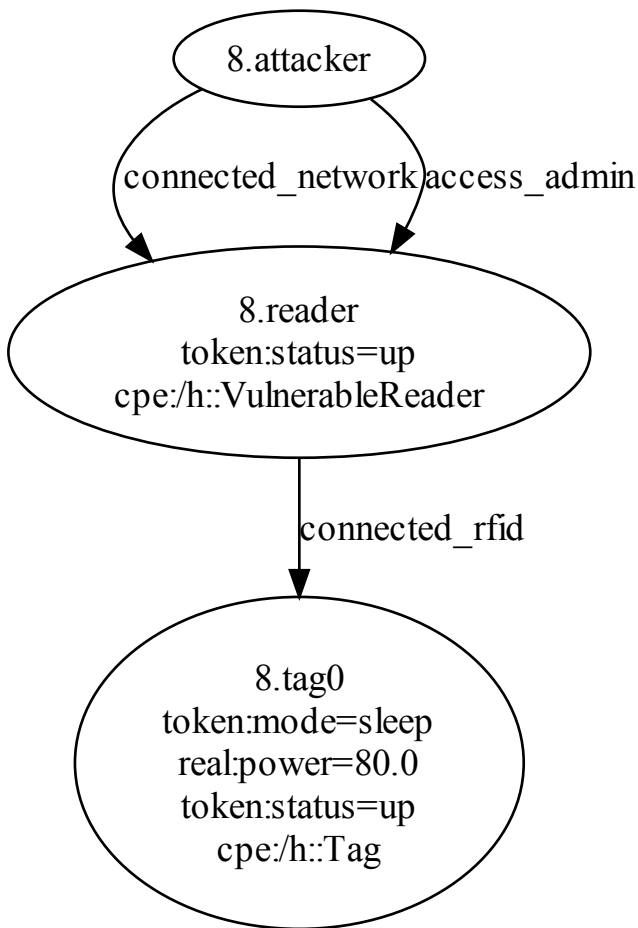 8.attacker
connected_network access_admin
8.reader
token:status=up
cpe:/h::VulnerableReader
connected_rfid
8.tag0
token:mode=sleep
real:power=80.0
token:status=up
cpe:/h::Tag